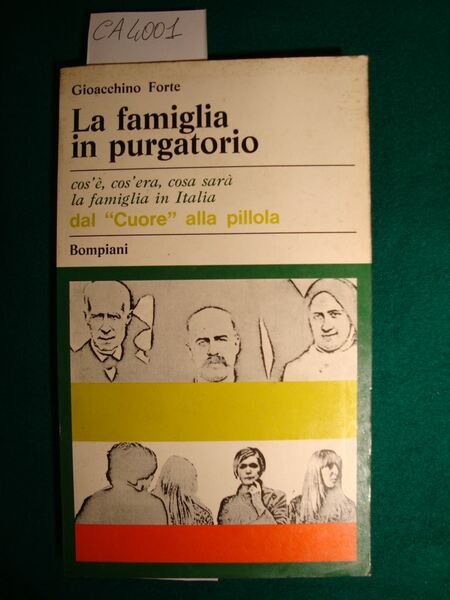 CA4001
Gioacchino Forte
La famiglia
in purgatorio
cos'è, cos'era, cosa sarà
la famiglia in Italia
dal "Cuore" alla pillola
Bompiani